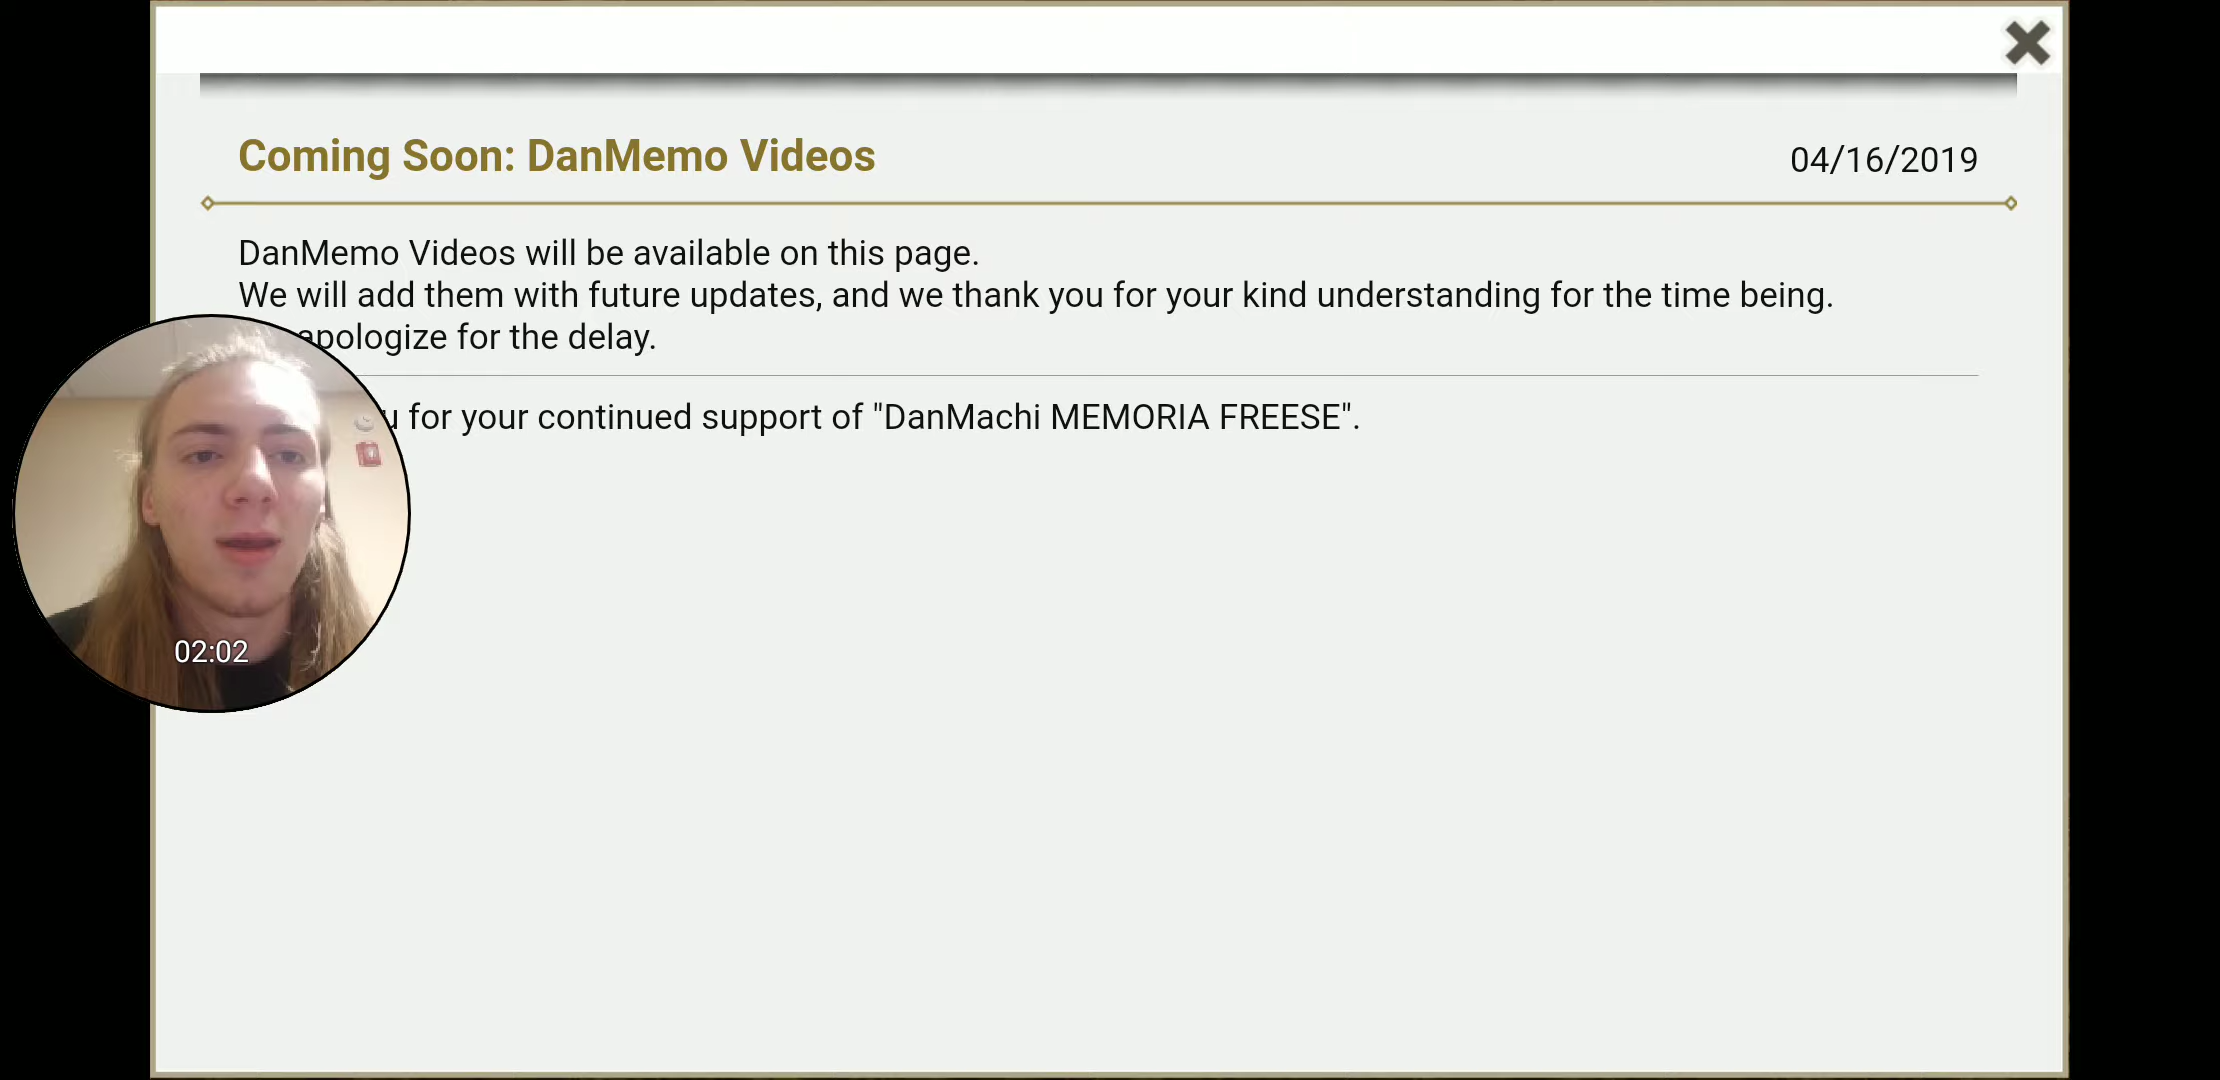 Coming Soon: DanMemo Videos 04/16/2019
DanMemo Videos will be available on this page.
We will add them with future updates, and we thank you for your kind understanding for the time being.
apologize for the delay.
for your continued support of "DanMachi MEMORIA FREESE".
02:02